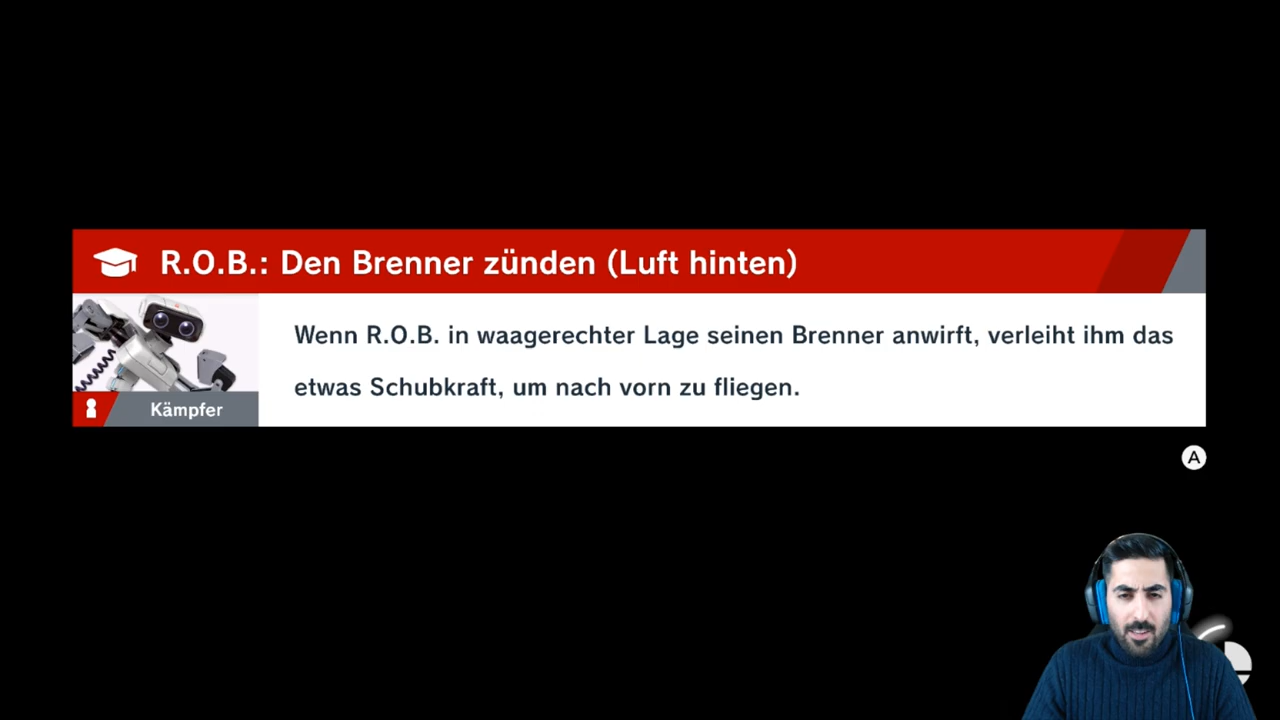 R.O.B.: Den Brenner zünden (Luft hinten)
Wenn R.O.B. in waagerechter Lage seinen Brenner anwirft, verleiht ihm das
etwas Schubkraft, um nach vorn zu fliegen.
Kämpfer
A